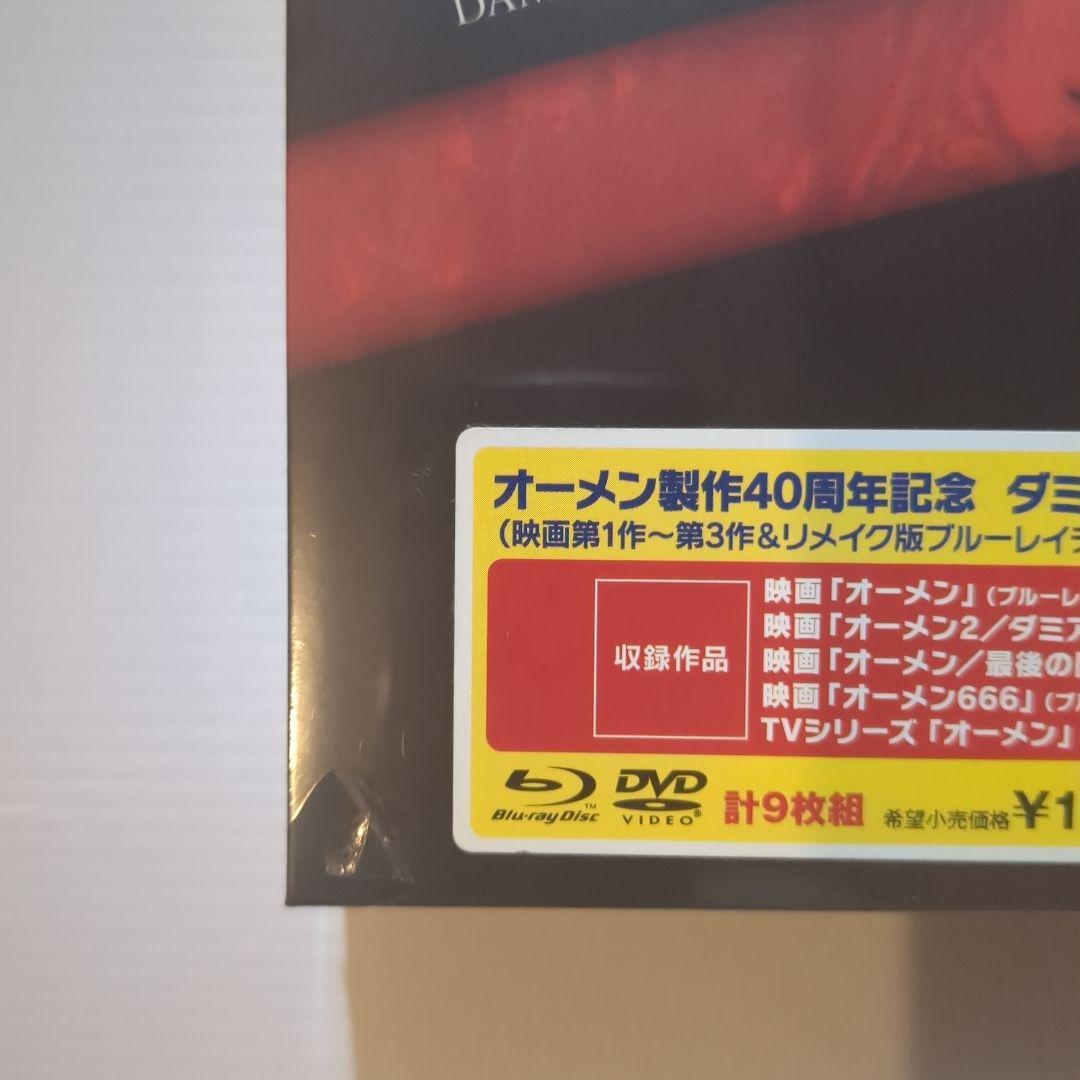 DAM
オーメン製作40周年記念 ダミ
(映画第1作～第3作&リメイク版ブルーレイデ
収録作品
映画「オーメン」(ブルーレ
映画「オーメン2/ダミア
映画「オーメン/最後の
映画「オーメン666」(ブル
TVシリーズ「オーメン」
Blu-ray Disc™ DVD VIDEO® 計9枚組 希望小売価格¥1